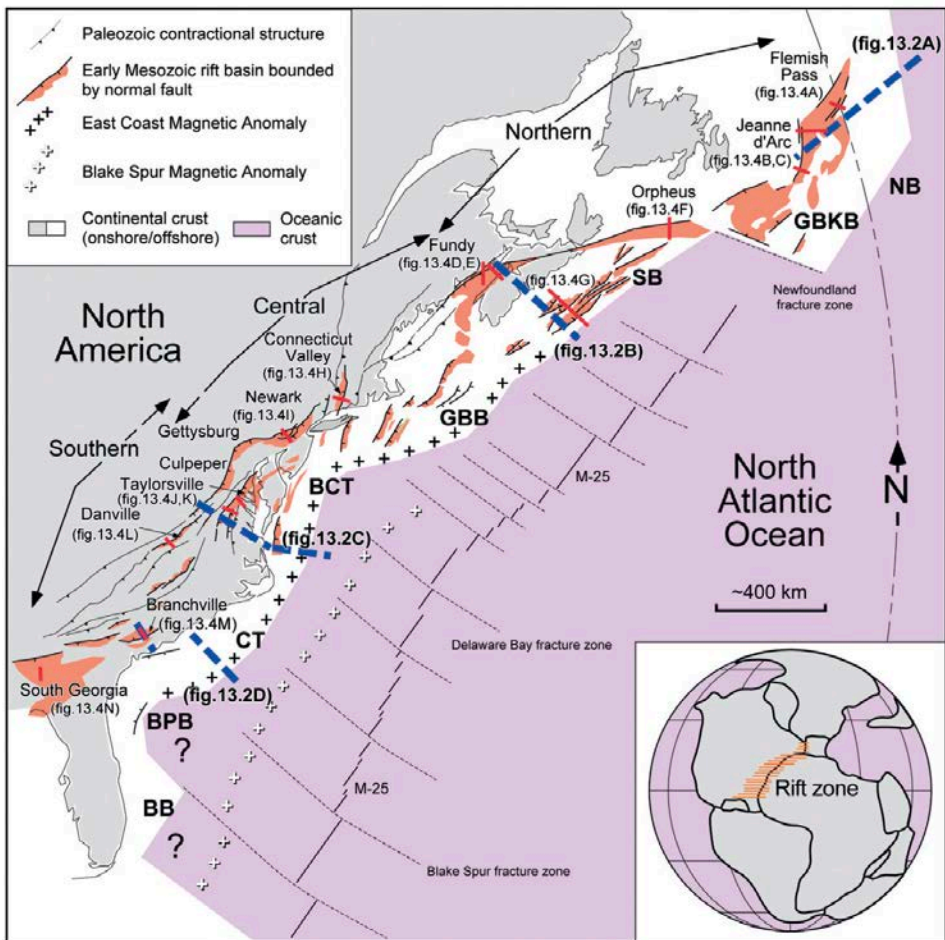 Paleozoic contractional structure
Early Mesozoic rift basin bounded
by normal fault
East Coast Magnetic Anomaly
Blake Spur Magnetic Anomaly
Continental crust
(onshore/offshore)
Oceanic
crust
(fig.13.2A)
Flemish
Pass
(fig.13.4A)
Northern
Jeanne
d'Arc
(fig.13.4B,C)
NB
Orpheus
(fig.13.4F)
GBKB
Fundy
(fig.13.4D,E)
(fig.13.4G)
SB
Newfoundland
fracture zone
North
America
Central
Connecticut
Valley
(fig.13.4H)
(fig.13.2B)
Newark
(fig.13.4I)
GBB
Gettysburg
Southern
Culpeper
M-25
North
Atlantic
Ocean
N
Taylorsville
(fig.13.4J,K)
BCT
Danville
(fig.13.4L)
(fig.13.2C)
~400 km
Branchville
(fig.13.4M)
CT
Delaware Bay fracture zone
South Georgia
(fig.13.4N)
(fig.13.2D)
BPB
?
M-25
Rift zone
BB
?
Blake Spur fracture zone